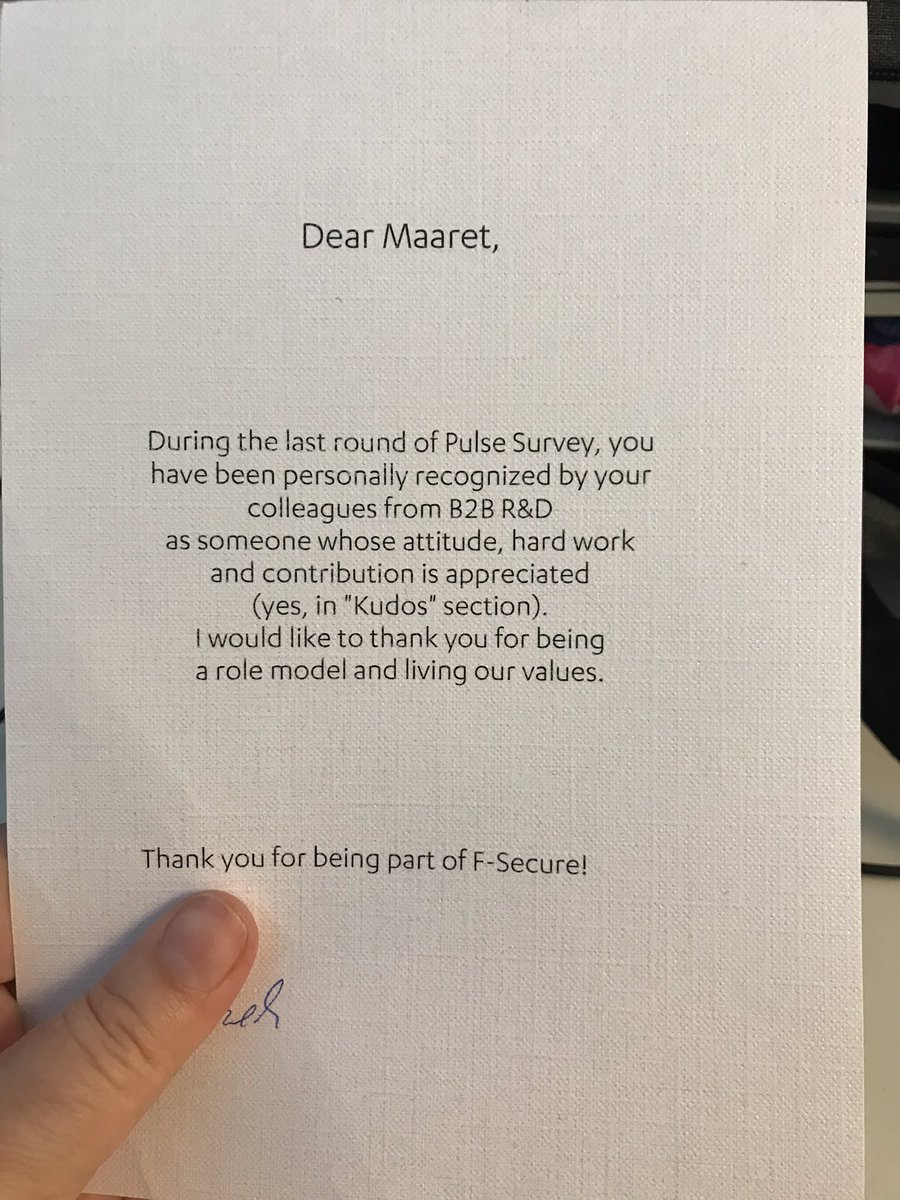 Dear Maaret,
During the last round of Pulse Survey, you
have been personally recognized by your
colleagues from B2B R&D
as someone whose attitude, hard work
and contribution is appreciated
(yes, in "Kudos" section).
I would like to thank you for being
a role model and living our values.
Thank you for being part of F-Secure!